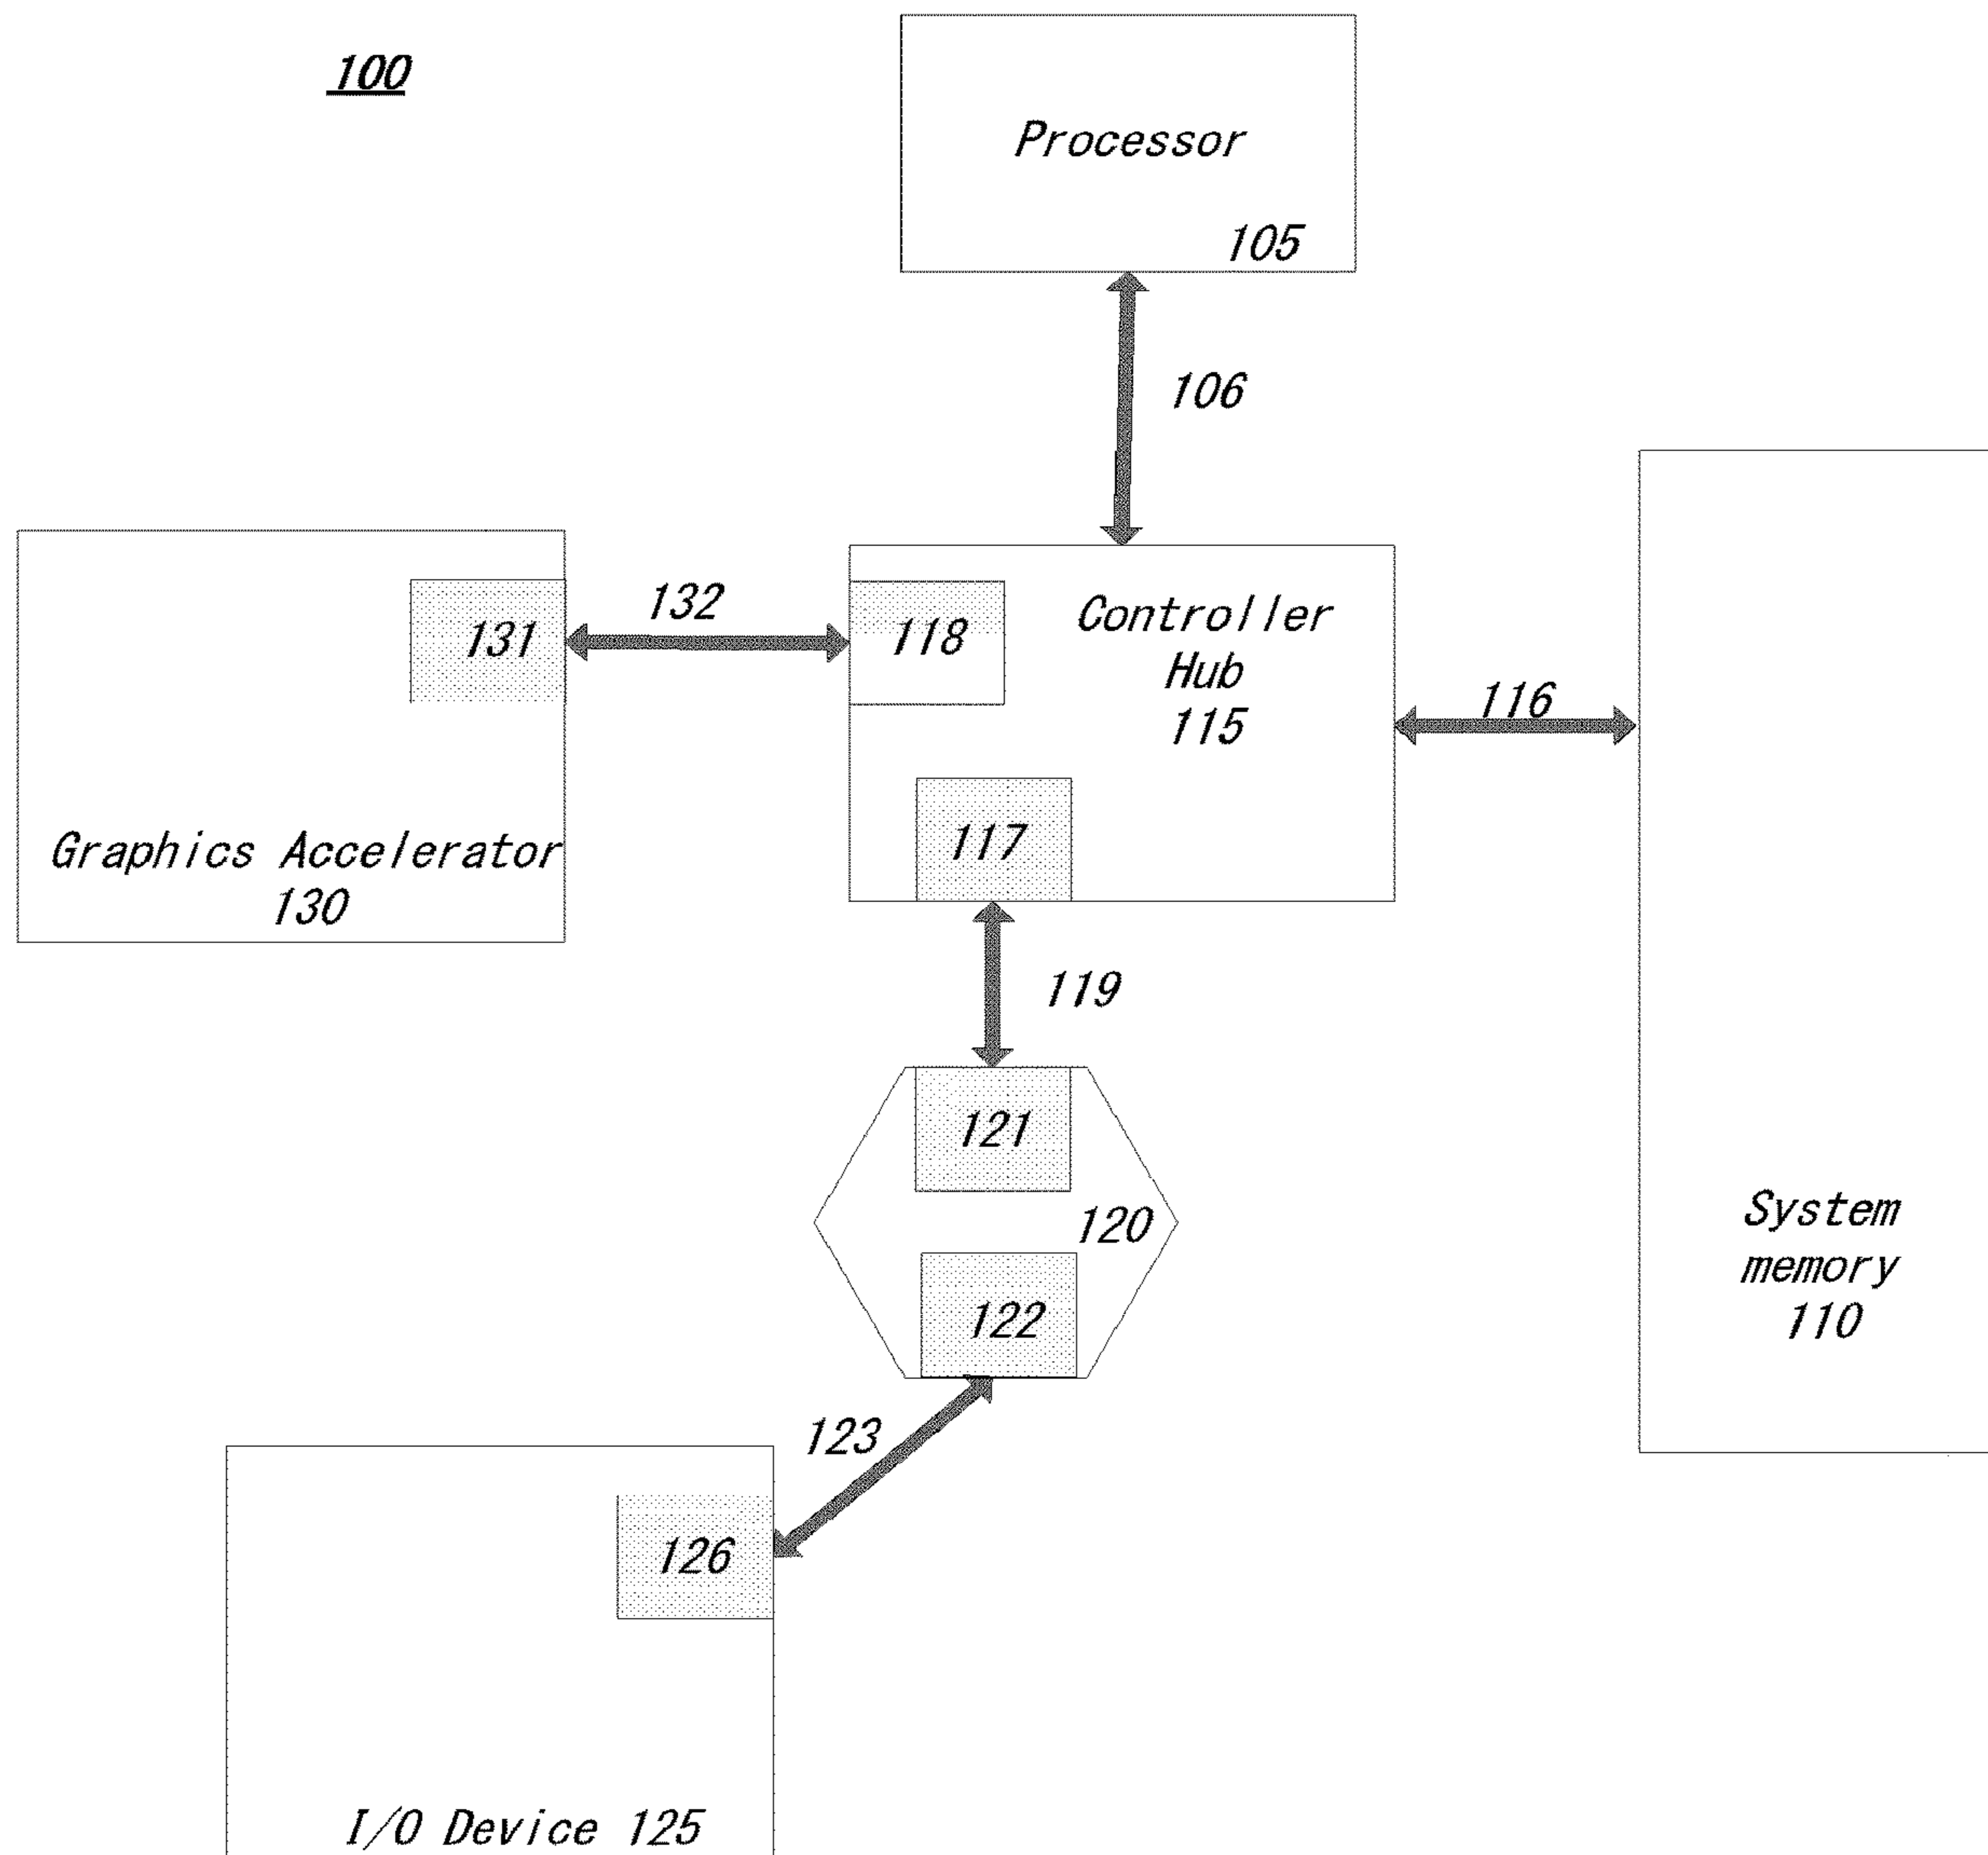 100
Processor
105
106
132
131
118
Controller
Hub
115
116
117
Graphics Accelerator
130
119
121
120
122
System
memory
110
123
126
I/O Device 125